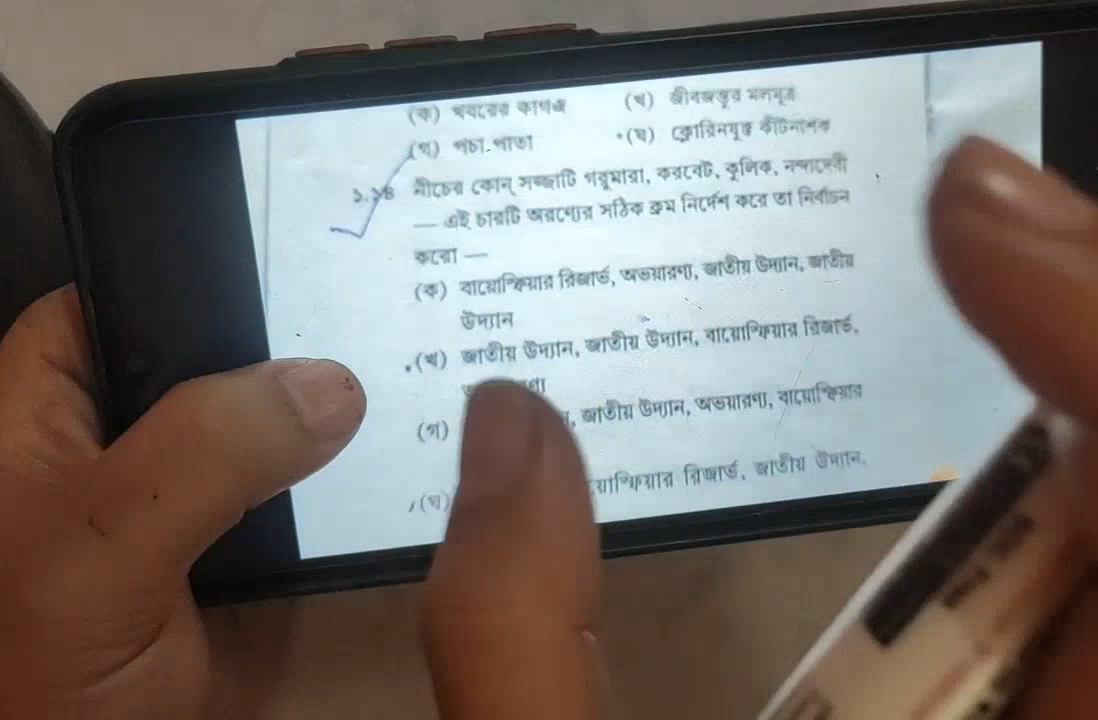 (ক) খবরের কাগজ (খ) জীবজন্তুর মলমূত্র
(গ) পচা-পাতা (ঘ) ক্লোরিনযুক্ত কীটনাশক
১.১৪ নীচের কোন্ সজ্জাটি গরুমারা, করবেট, কুলিক, নন্দাদেবী
— এই চারটি অরণ্যের সঠিক ক্রম নির্দেশ করে তা নির্বাচন
করো —
(ক) বায়োস্ফিয়ার রিজার্ভ, অভয়ারণ্য, জাতীয় উদ্যান, জাতীয়
উদ্যান
(খ) জাতীয় উদ্যান, জাতীয় উদ্যান, বায়োস্ফিয়ার রিজার্ভ,
(গ) জাতীয় উদ্যান, অভয়ারণ্য, বায়োস্ফিয়ার
(ঘ) রিজার্ভ, জাতীয় উদ্যান,